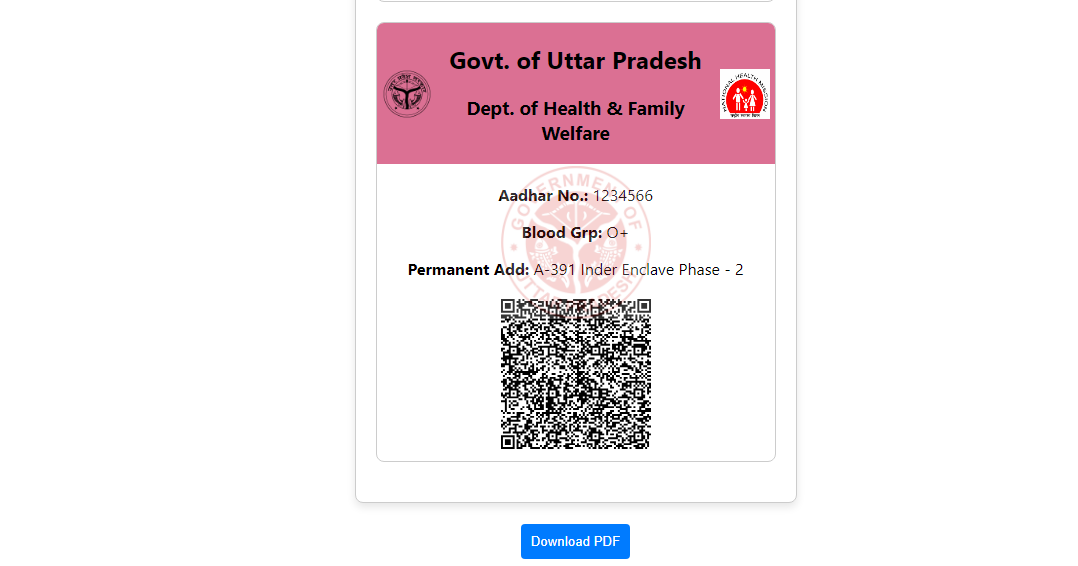 Govt. of Uttar Pradesh
Dept. of Health & Family
Welfare
NATIONAL HEALTH MISSION
Aadhar No.: 1234566
Blood Grp: O+
Permanent Add: A-391 Inder Enclave Phase - 2
GOVERNMENT OF
UTTAR PRADESH
Download PDF